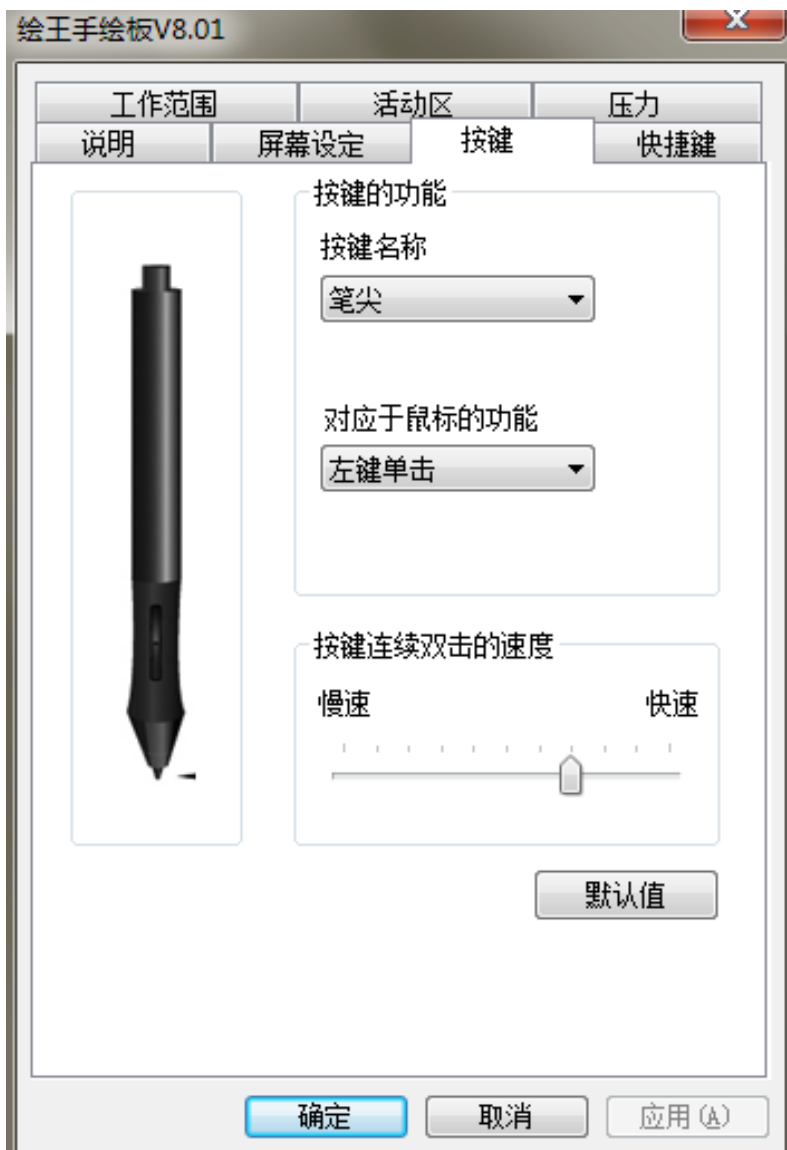 绘王手绘板V8.01
工作范围 活动区 压力
说明 屏幕设定 按键 快捷鍵
按键的功能
按键名称
笔尖
对应于鼠标的功能
左键单击
按键连续双击的速度
慢速 快速
默认值
确定 取消 应用(A)